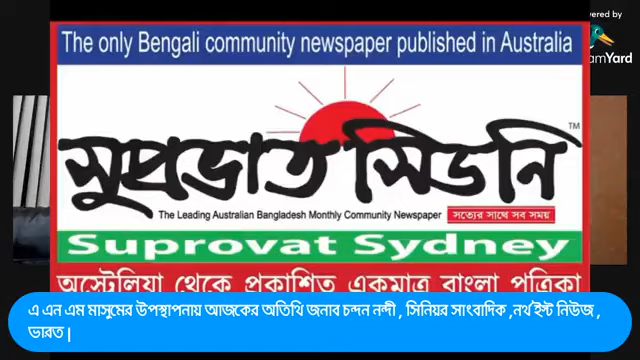 The only Bengali community newspaper published in Australia
সুপ্রভাত সিডনি
TM
The Leading Australian Bangladesh Monthly Community Newspaper
সত্যের সাথে সব সময়
Suprovat Sydney
অস্ট্রেলিয়া থেকে প্রকাশিত একমাত্র বাংলা পত্রিকা
এ এন এম মাসুমের উপস্থাপনায় আজকের অতিথি জনাব চন্দন নন্দী , সিনিয়র সাংবাদিক ,নর্থ ইস্ট নিউজ ,
ভারত |